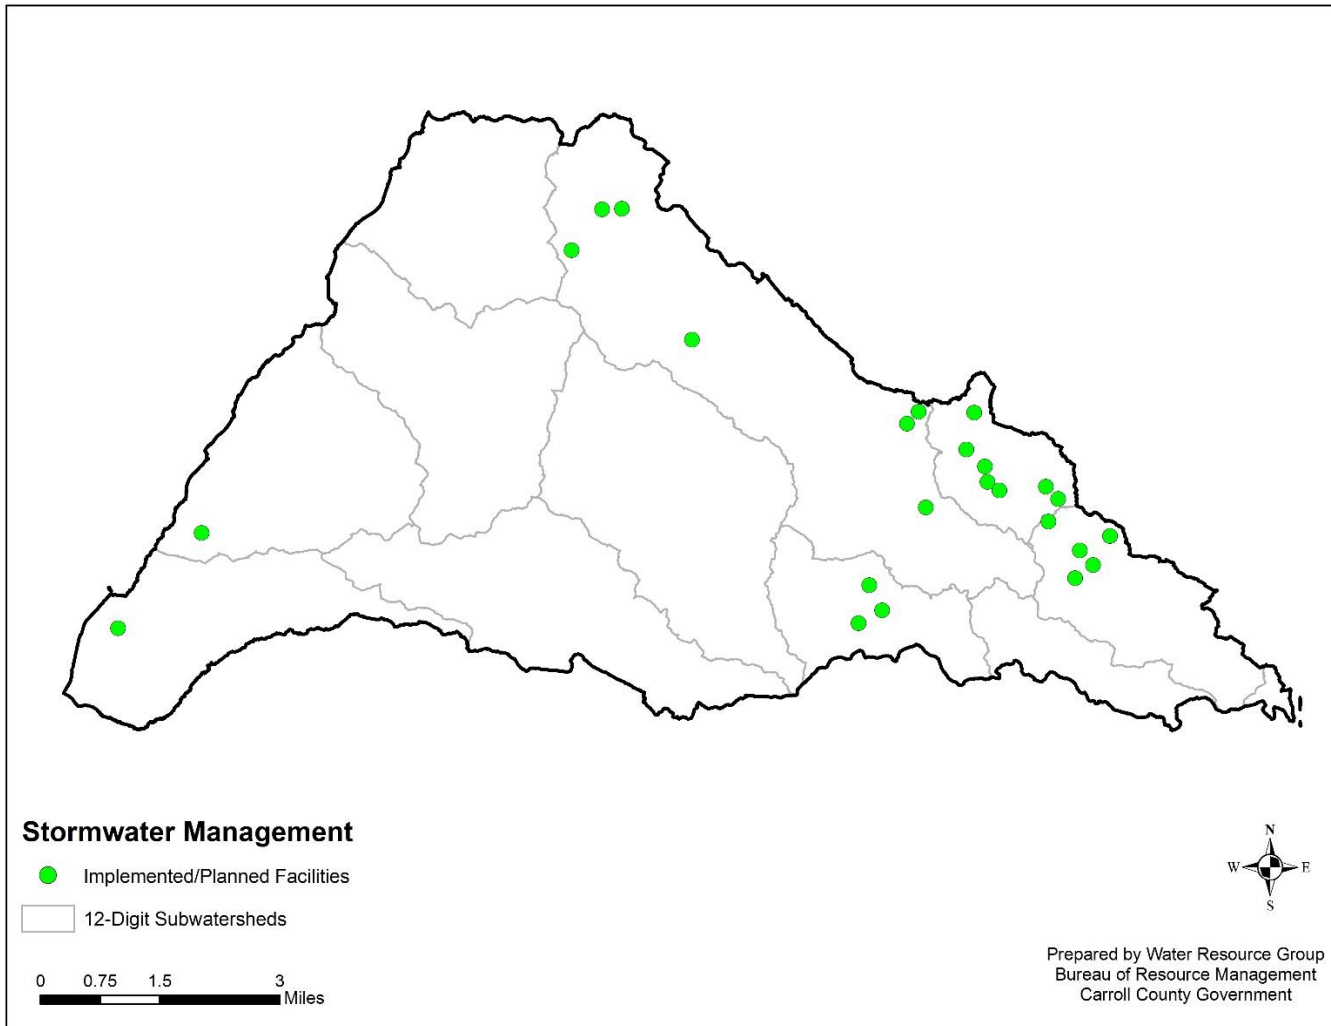 Stormwater Management
Implemented/Planned Facilities
12-Digit Subwatersheds
0 0.75 1.5 3
Miles
N
W E
S
Prepared by Water Resource Group
Bureau of Resource Management
Carroll County Government